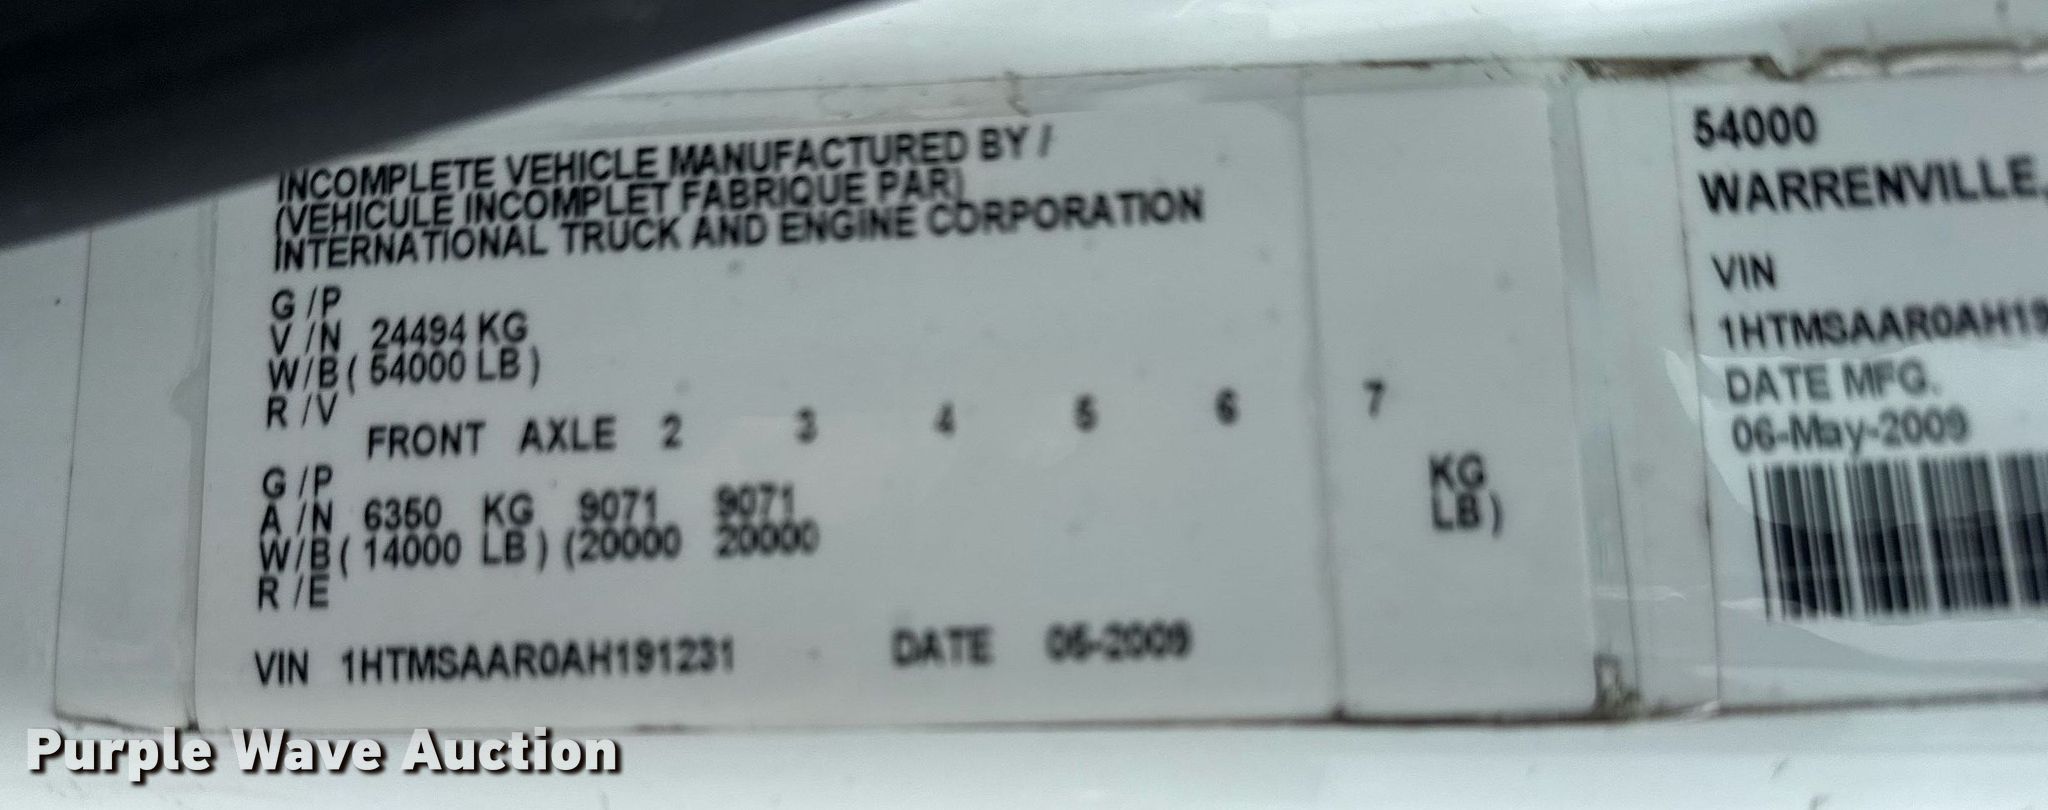 INCOMPLETE VEHICLE MANUFACTURED BY /
(VEHICULE INCOMPLET FABRIQUE PAR)
INTERNATIONAL TRUCK AND ENGINE CORPORATION
G /P
V /N 24494 KG
W/B ( 54000 LB )
R /V
FRONT AXLE 2 3 4 5 6 7
G /P
A /N 6350 KG 9071 9071 KG
W/B ( 14000 LB ) (20000 20000 LB )
R /E
VIN 1HTMSAAR0AH191231 DATE 05-2009
54000
WARRENVILLE,
VIN
1HTMSAAR0AH19
DATE MFG.
06-May-2009
Purple Wave Auction